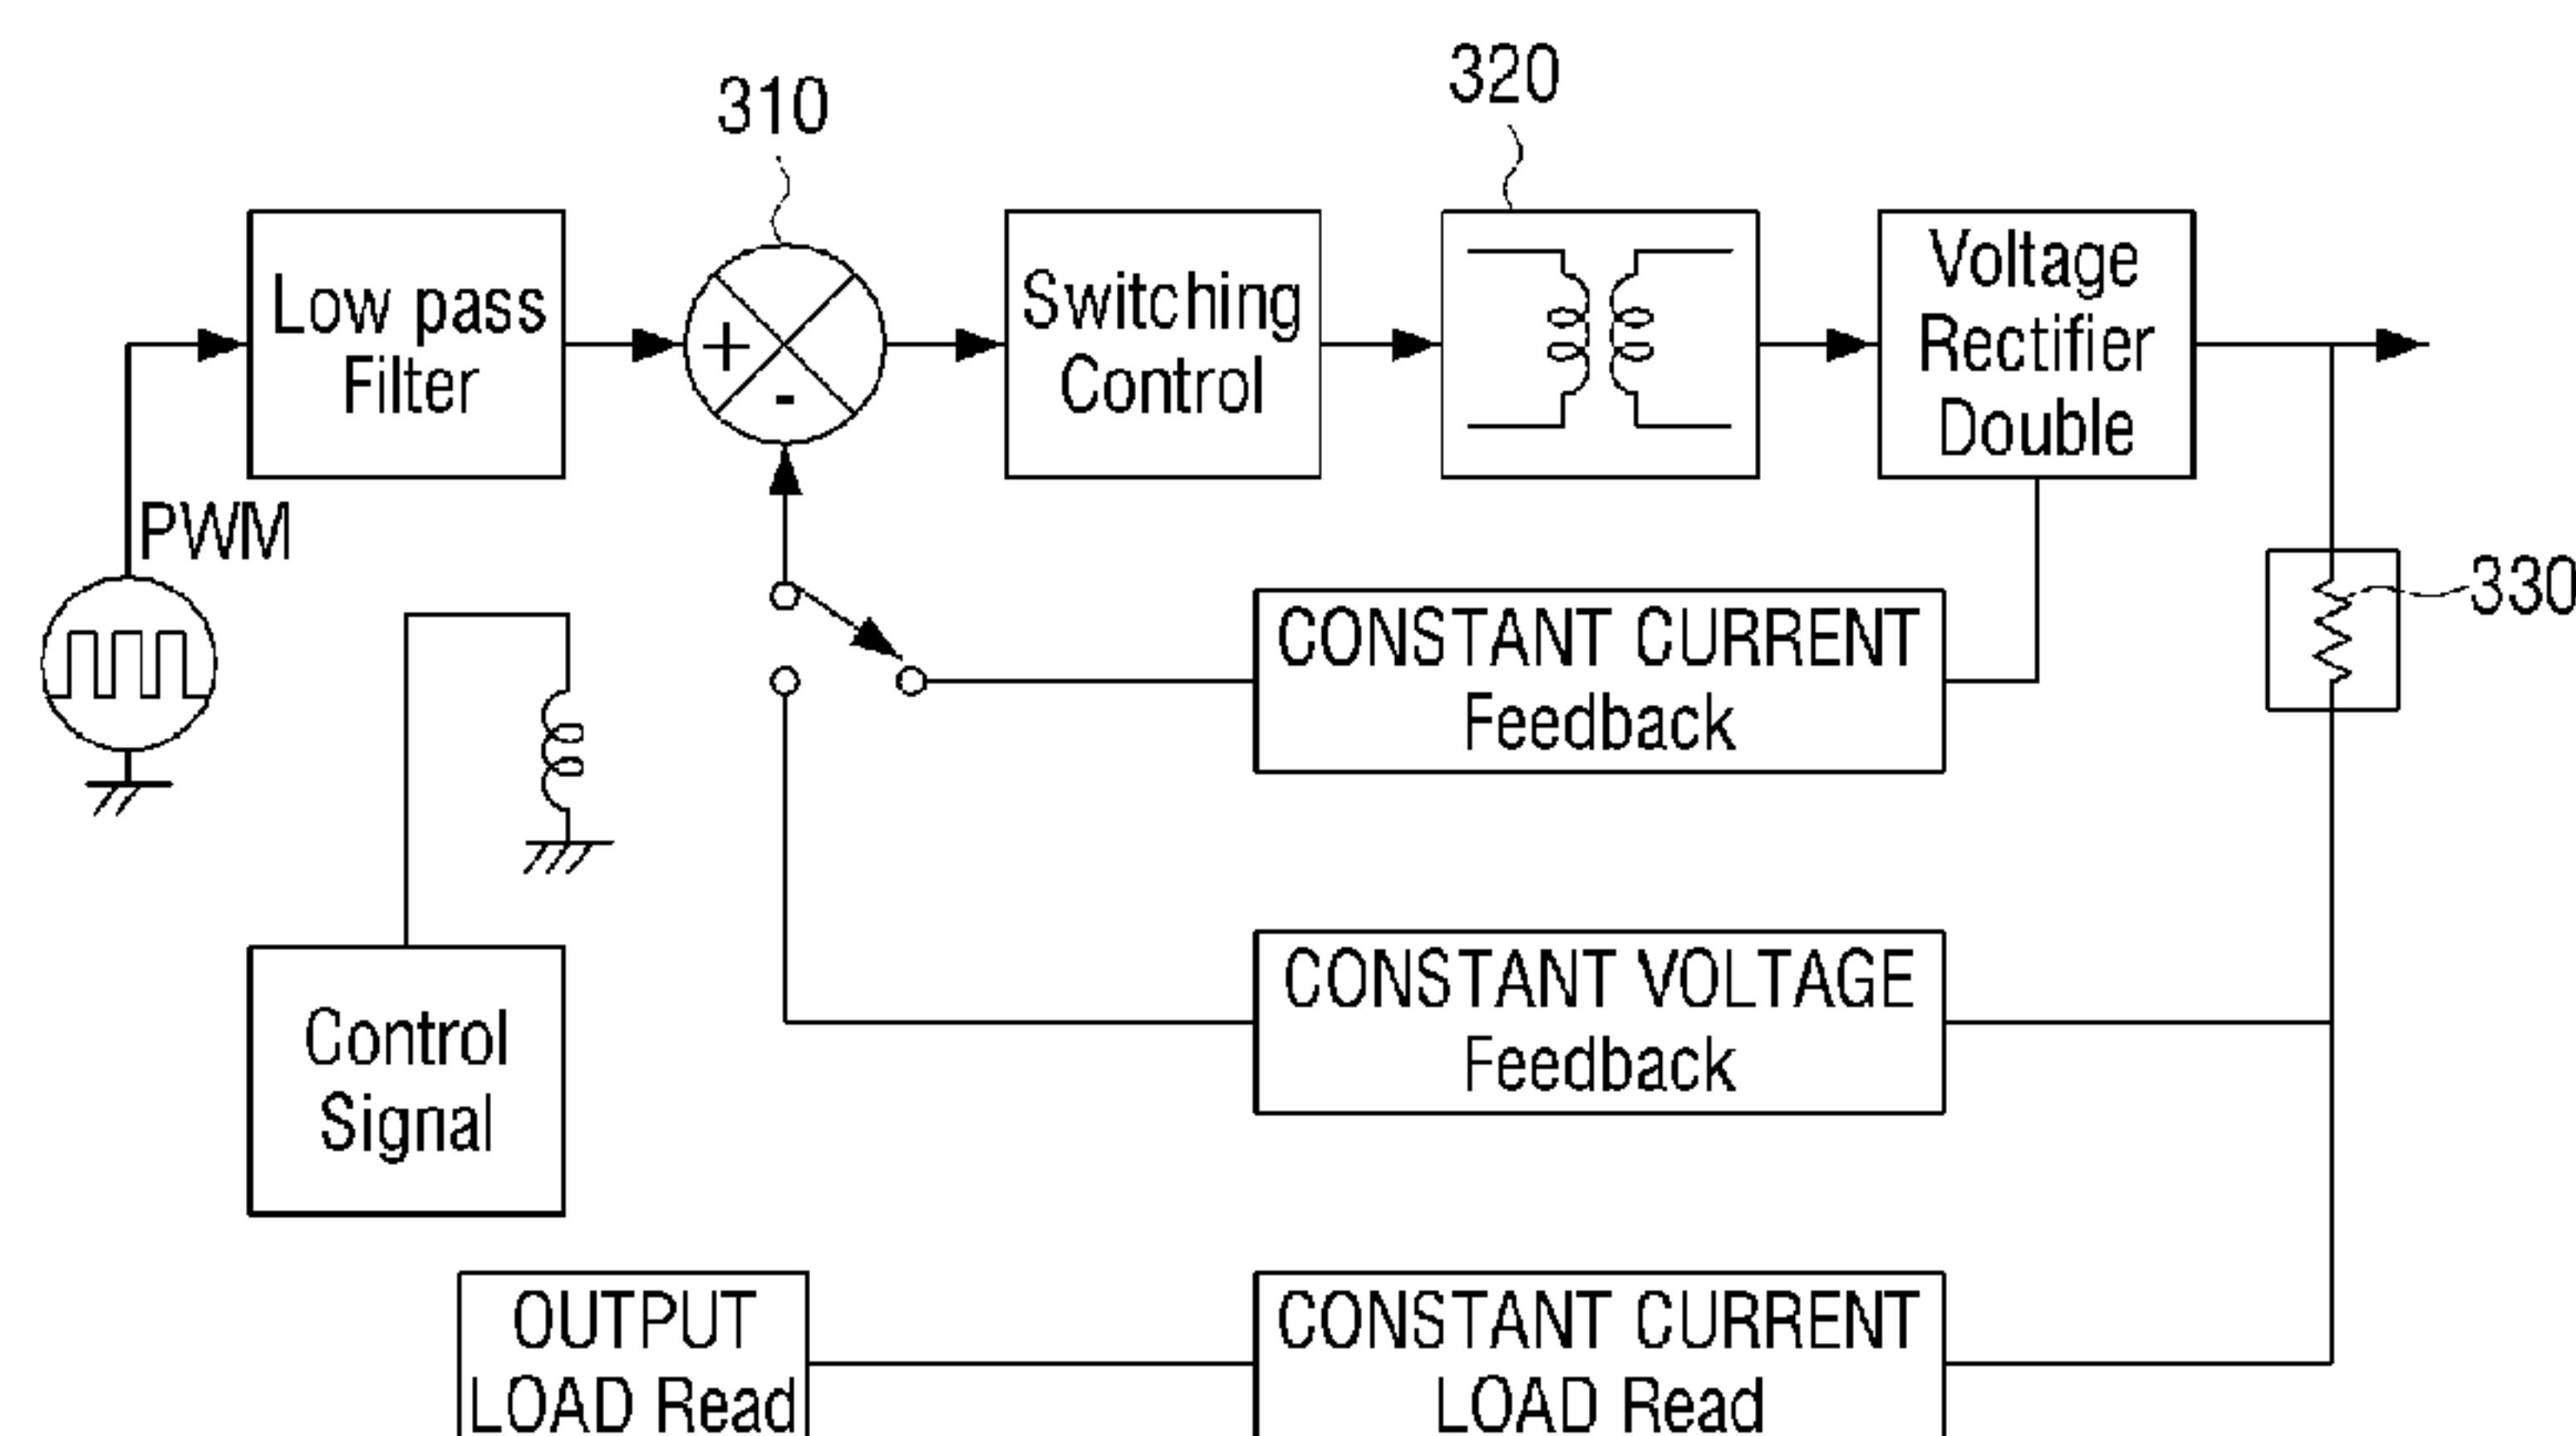 310
320
Low pass
Filter
+
-
Switching
Control
Voltage
Rectifier
Double
PWM
330
CONSTANT CURRENT
Feedback
CONSTANT VOLTAGE
Feedback
Control
Signal
OUTPUT
LOAD Read
CONSTANT CURRENT
LOAD Read